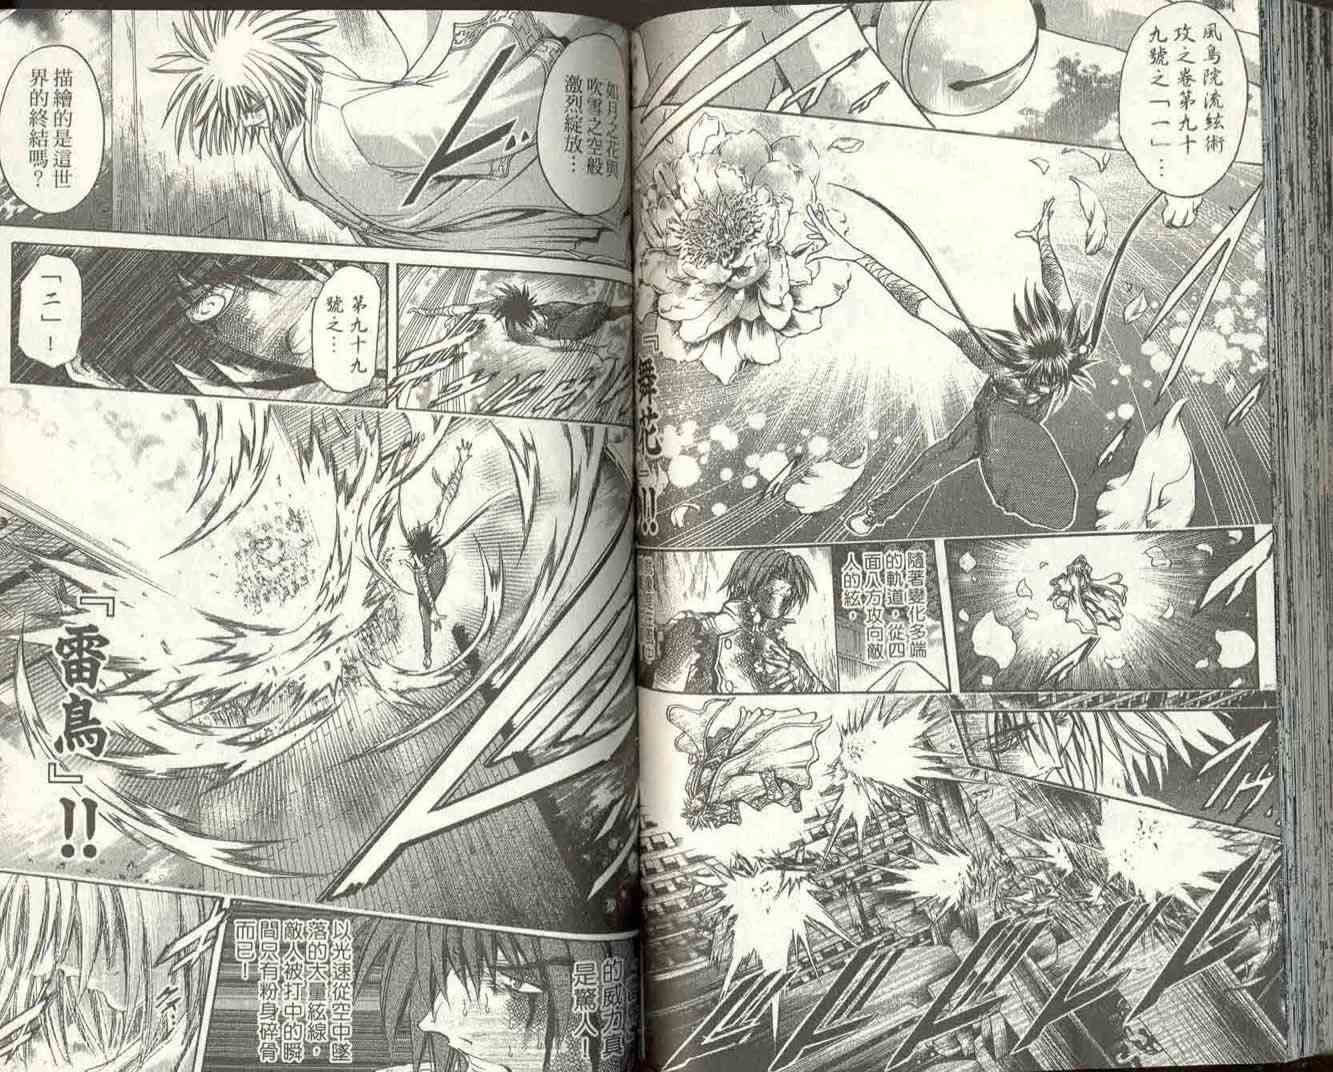 風鳥院流絃術
攻之卷第九十
九號之「一」…
『舞花』!!
隨著變化多端
的軌道，從四
面八方攻向敵
人的絃，
如月之花與
吹雪之空般
激烈綻放…
描繪的是這世
界的終結嗎？
第九十九
號之…
「二」！
『雷鳥』!!
的威力真
是驚人！
以光速從空中墜
落的大量絃線，
敵人被打中的瞬
間只有粉身碎骨
而已！